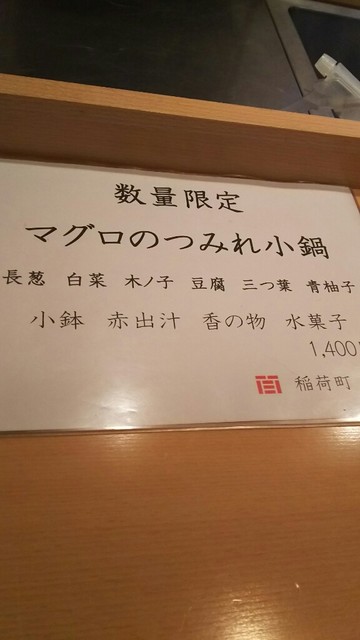 数量限定
マグロのつみれ小鍋
長葱 白菜 木ノ子 豆腐 三つ葉 青柚子
小鉢 赤出汁 香の物 水菓子
1,400
稲荷町